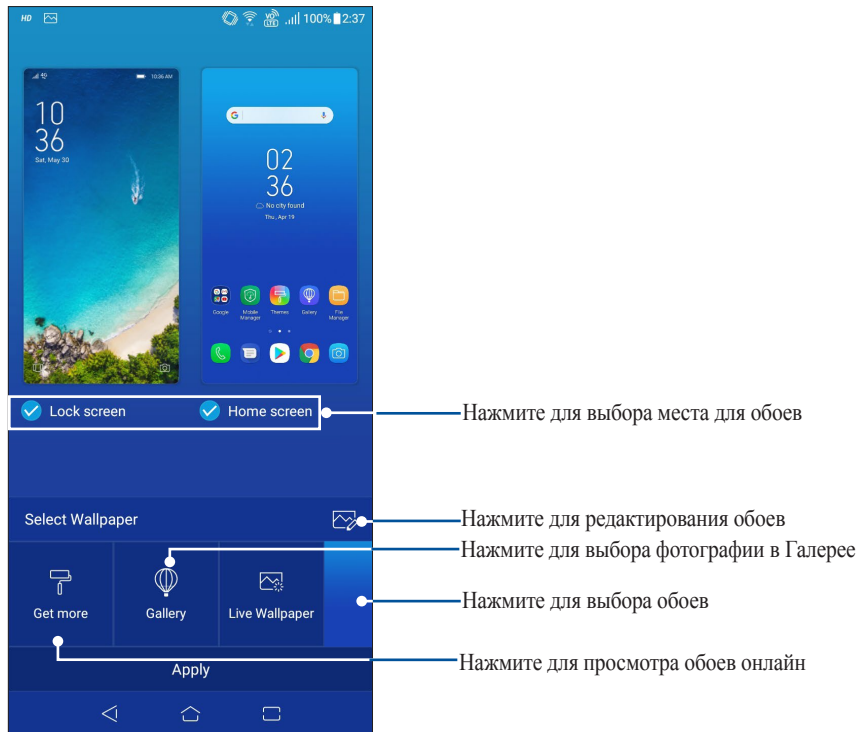 HD 100% 2:37
4G 10:36 AM
10
36
Sat, May 30
G
02
36
No city found
Thu, Apr 19
Google Mobile Manager Themes Gallery File Manager
Lock screen Home screen
Нажмите для выбора места для обоев
Select Wallpaper
Нажмите для редактирования обоев
Нажмите для выбора фотографии в Галерее
Get more Gallery Live Wallpaper
Нажмите для выбора обоев
Нажмите для просмотра обоев онлайн
Apply